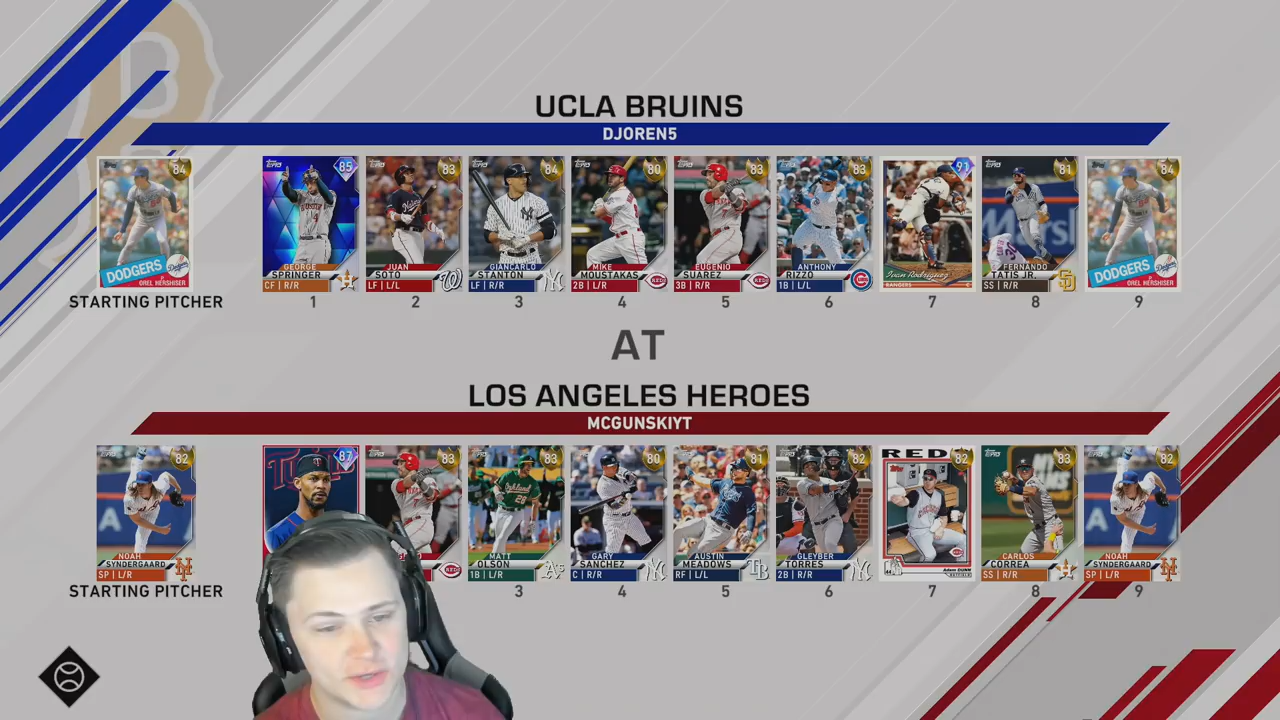 UCLA BRUINS
DJOREN5
84
DODGERS
OREL HERSHISER
STARTING PITCHER
85
GEORGE
SPRINGER
CF | R/R
1
83
JUAN
SOTO
LF | L/L
2
84
GIANCARLO
STANTON
LF | R/R
3
80
MIKE
MOUSTAKAS
2B | L/R
4
83
EUGENIO
SUAREZ
3B | R/R
5
83
ANTHONY
RIZZO
1B | L/L
6
91
Ivan Rodriguez
RANGERS
7
81
FERNANDO
TATIS JR.
SS | R/R
8
84
DODGERS
OREL HERSHISER
9
AT
LOS ANGELES HEROES
MCGUNSKIYT
82
NOAH
SYNDERGAARD
SP | L/R
STARTING PITCHER
87
83
REDS
83
MATT
OLSON
1B | L/R
3
80
GARY
SANCHEZ
C | R/R
4
81
AUSTIN
MEADOWS
RF | L/L
5
82
GLEYBER
TORRES
2B | R/R
6
RED
82
Adam DUNN
7
83
CARLOS
CORREA
SS | R/R
8
82
NOAH
SYNDERGAARD
SP | L/R
9